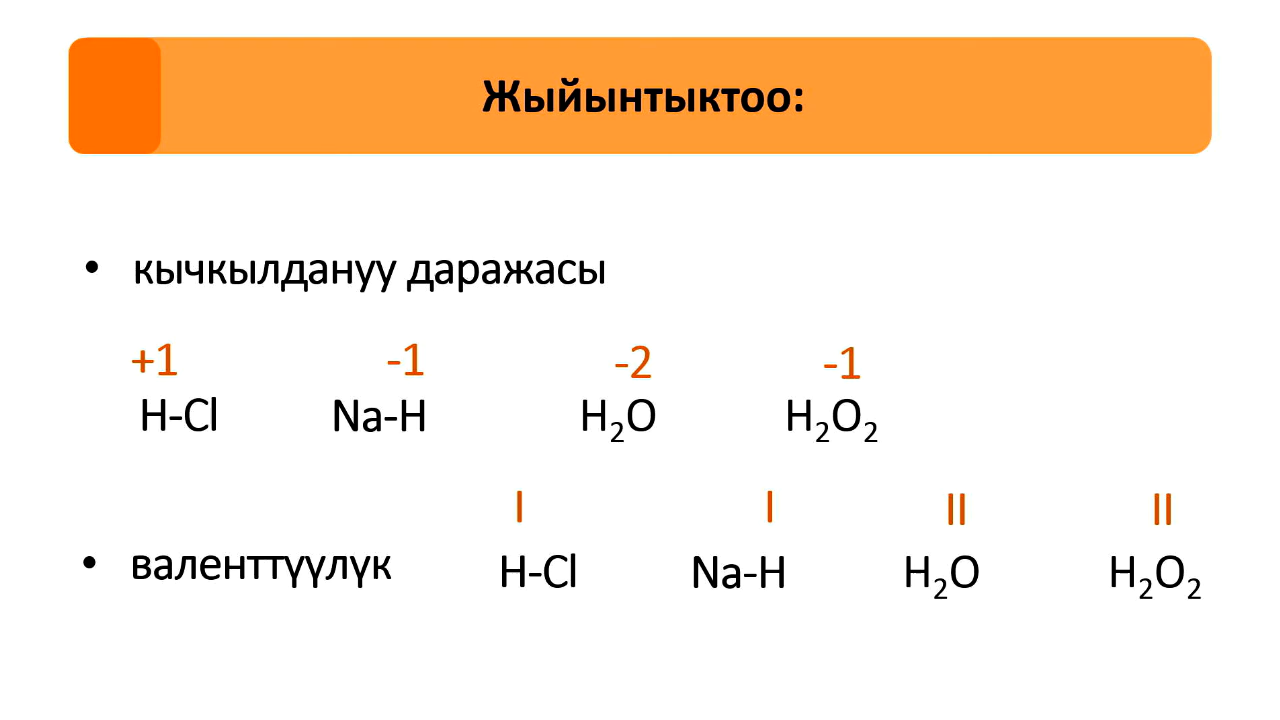 Жыйынтыктоо:
• кычкылдануу даражасы
+1 -1 -2 -1
H-Cl Na-H H₂O H₂O₂
I I II II
• валенттүүлүк H-Cl Na-H H₂O H₂O₂